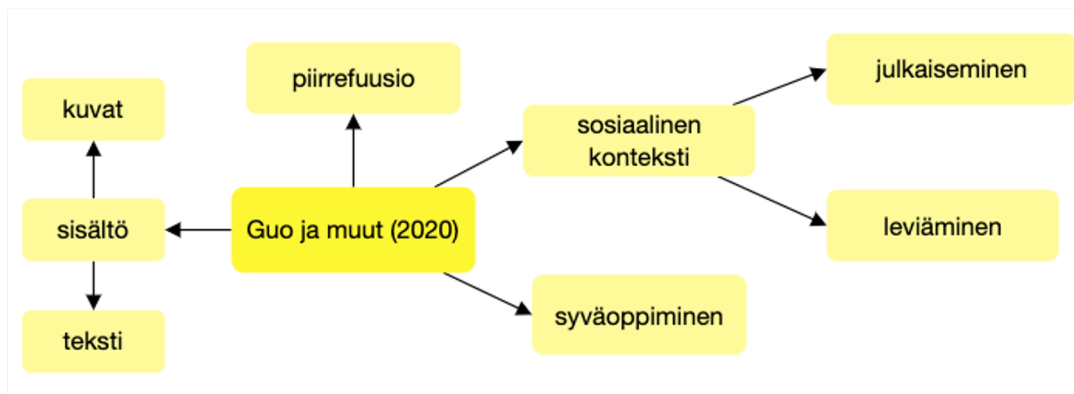 piirrefuusio
julkaiseminen
kuvat
sosiaalinen
konteksti
sisältö
Guo ja muut (2020)
leviäminen
syväoppiminen
teksti